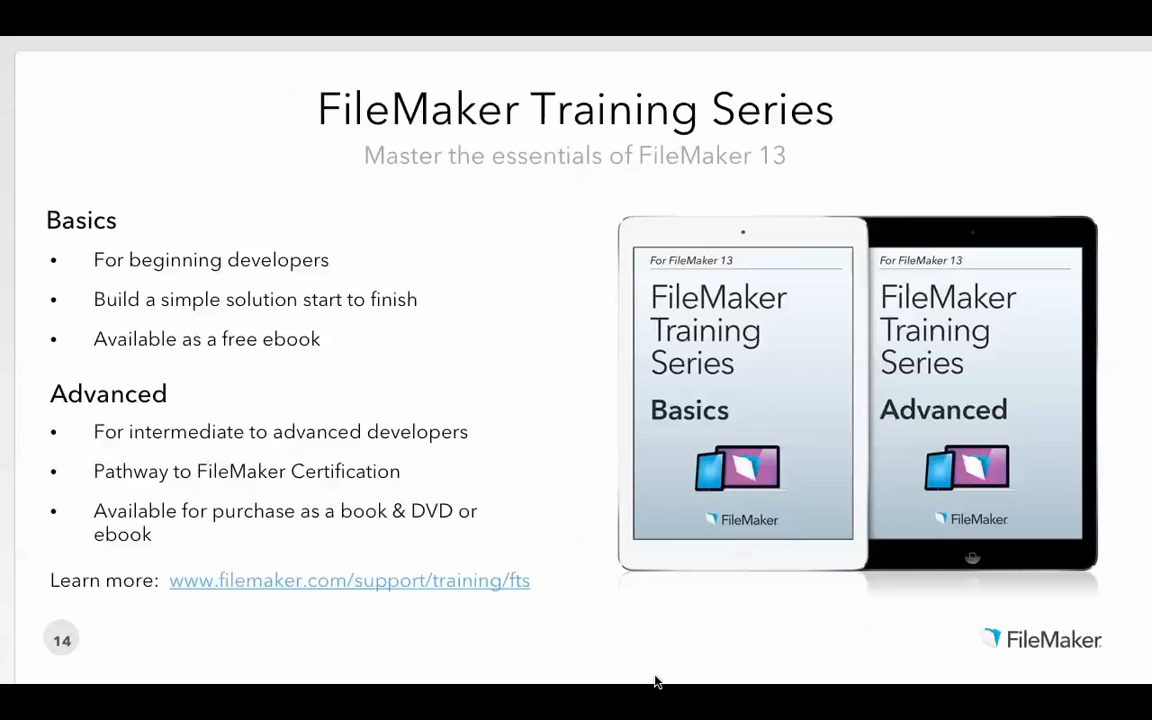 FileMaker Training Series
Master the essentials of FileMaker 13
Basics
• For beginning developers
• Build a simple solution start to finish
• Available as a free ebook
Advanced
• For intermediate to advanced developers
• Pathway to FileMaker Certification
• Available for purchase as a book & DVD or
ebook
Learn more: www.filemaker.com/support/training/fts
14
For FileMaker 13
FileMaker
Training
Series
Basics
FileMaker
For FileMaker 13
FileMaker
Training
Series
Advanced
FileMaker
FileMaker